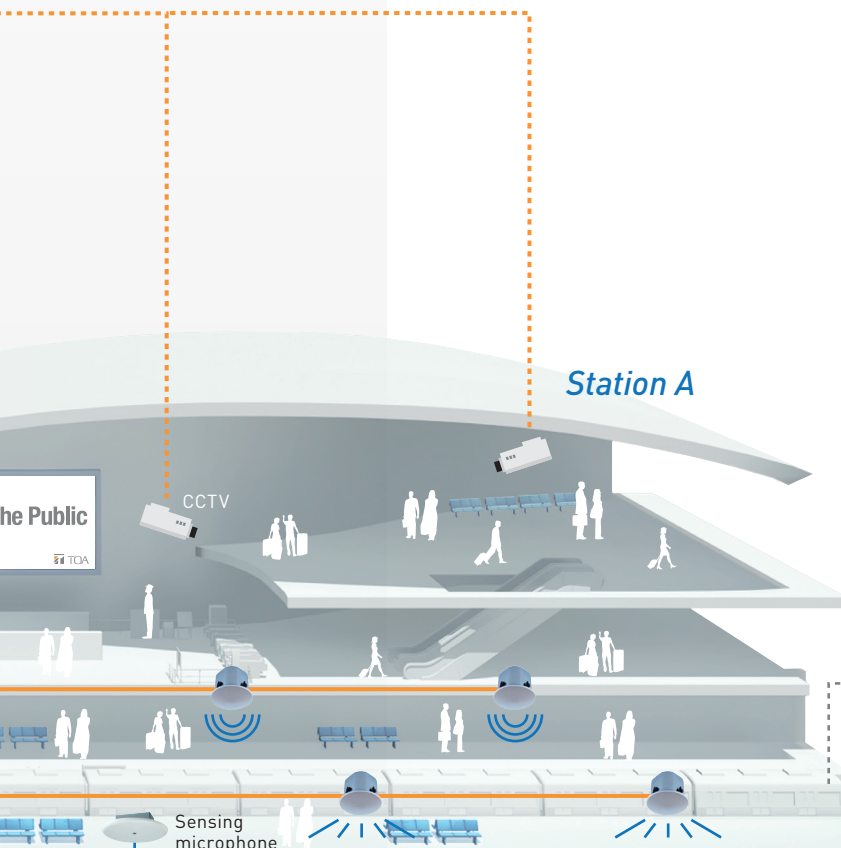 Station A
CCTV
he Public
TOA
Sensing
microphone